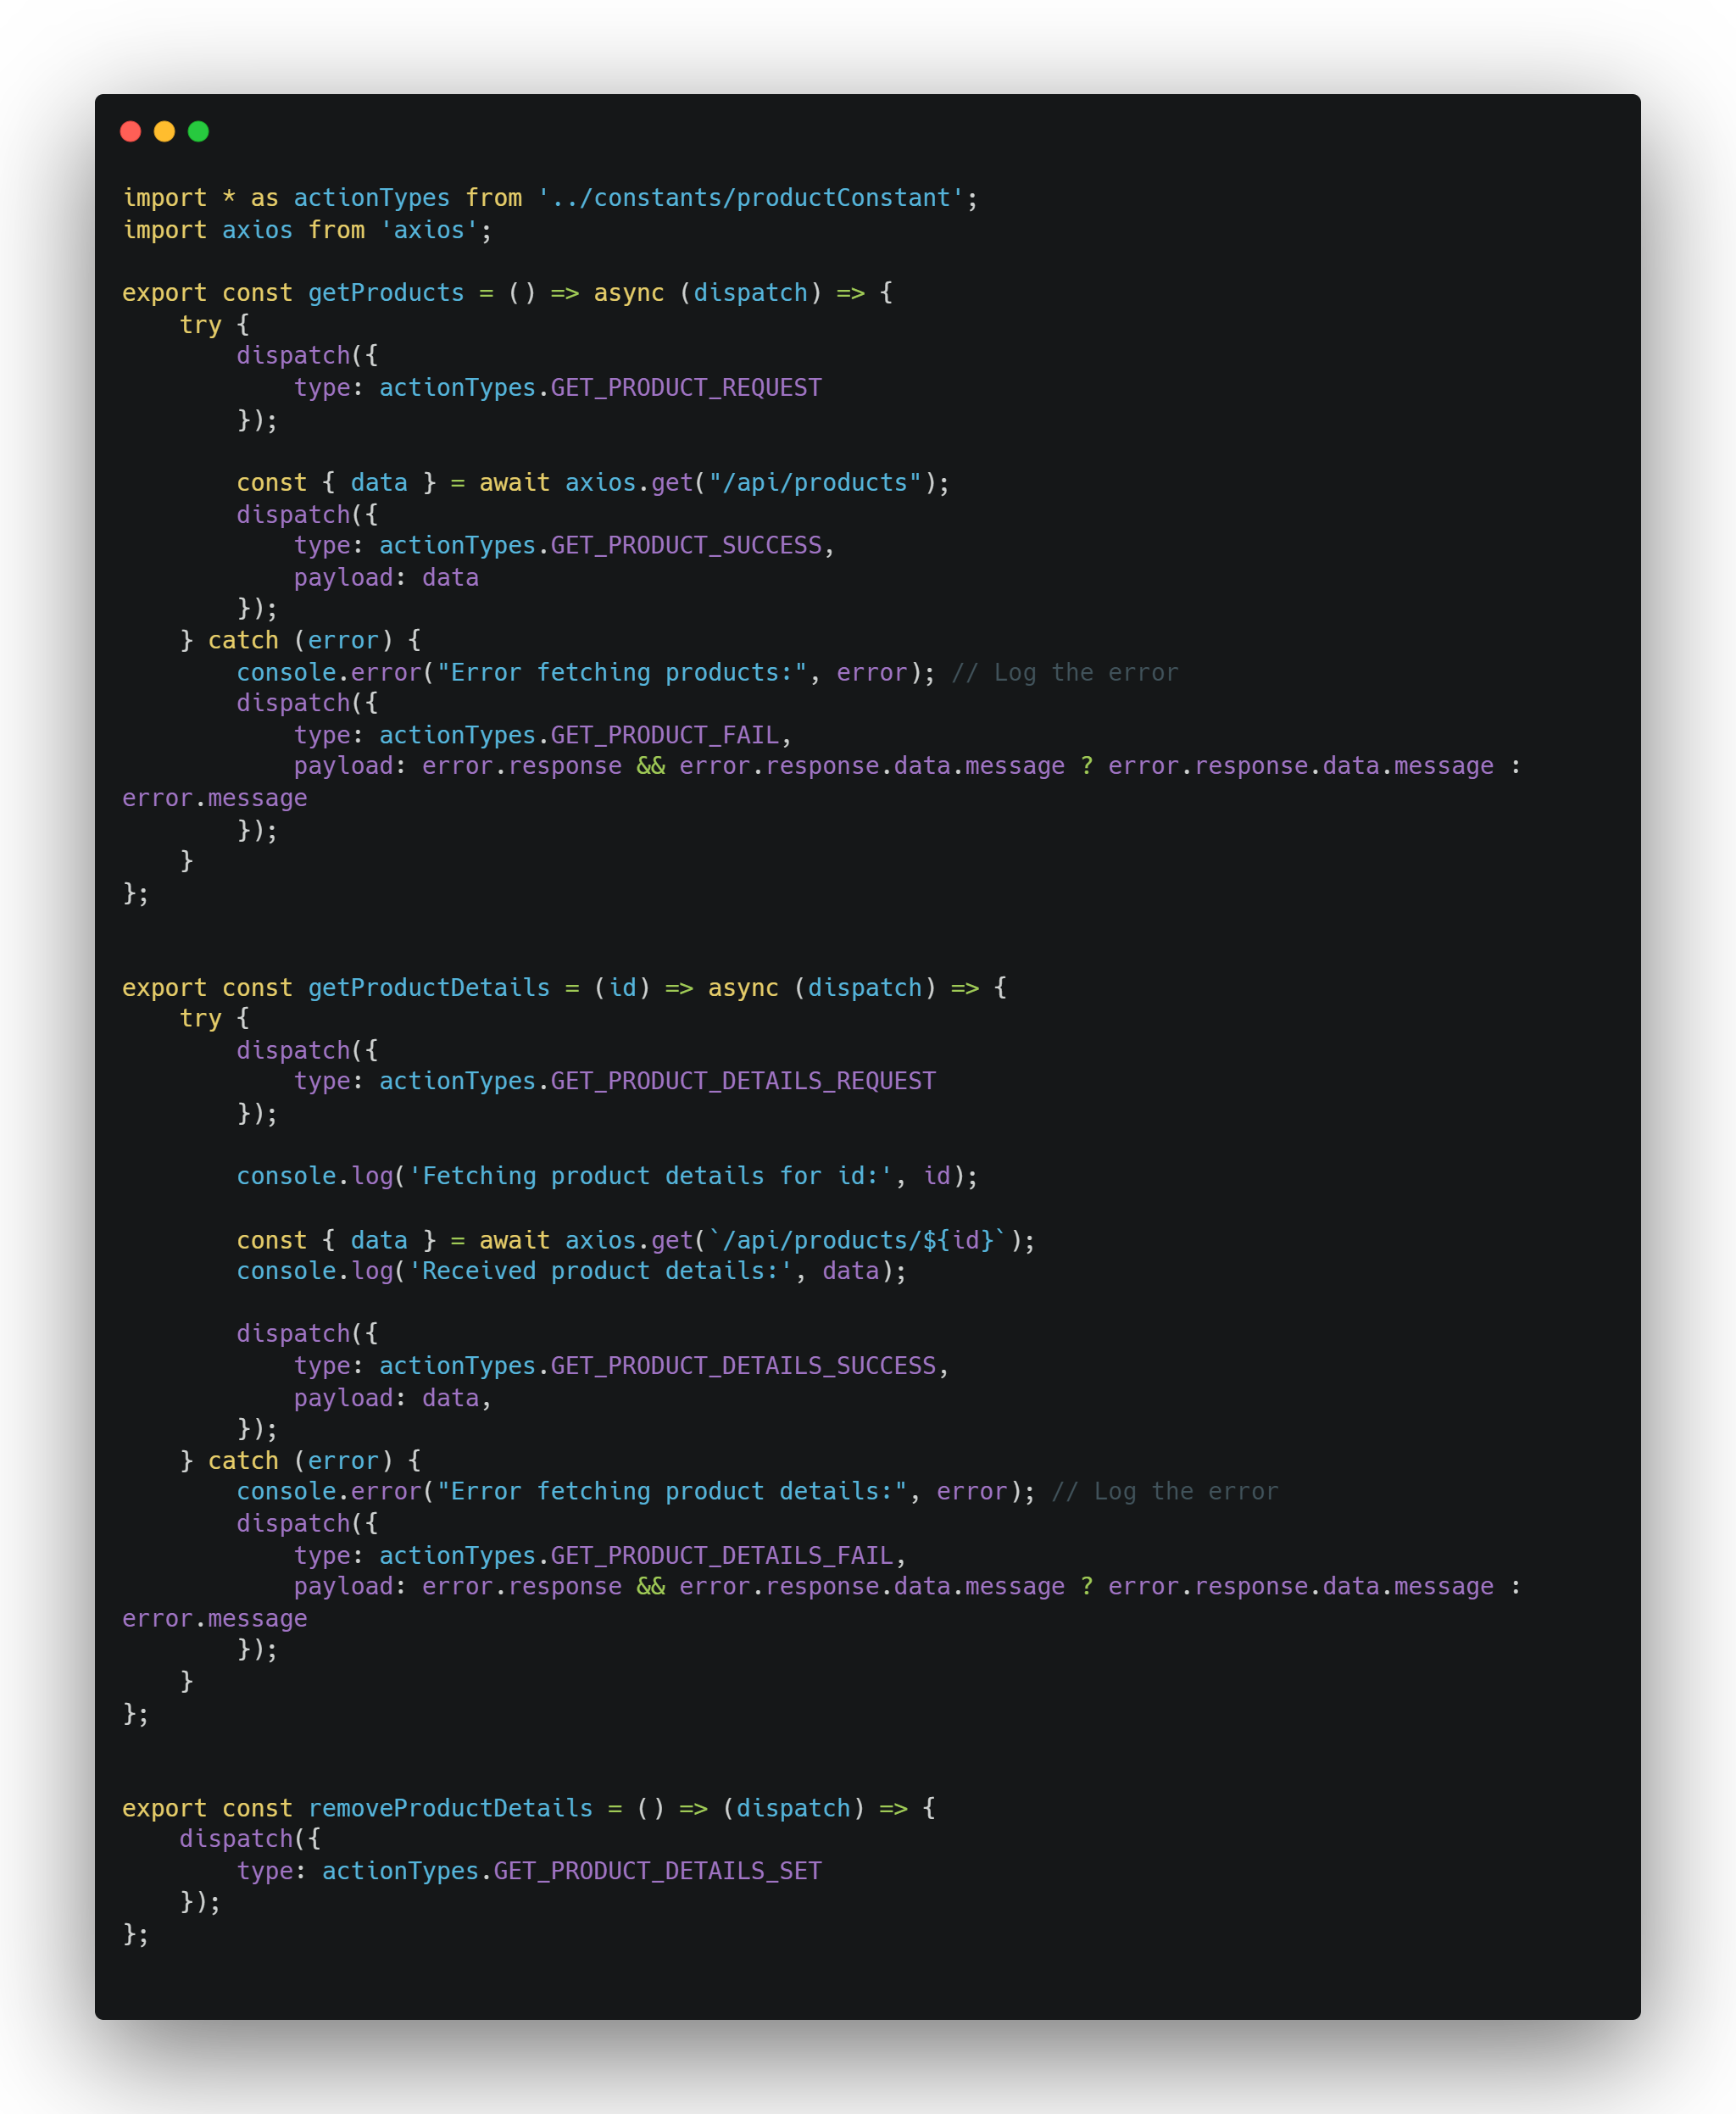 import * as actionTypes from '../constants/productConstant';
import axios from 'axios';

export const getProducts = () => async (dispatch) => {
    try {
        dispatch({
            type: actionTypes.GET_PRODUCT_REQUEST
        });

        const { data } = await axios.get("/api/products");
        dispatch({
            type: actionTypes.GET_PRODUCT_SUCCESS,
            payload: data
        });
    } catch (error) {
        console.error("Error fetching products:", error); // Log the error
        dispatch({
            type: actionTypes.GET_PRODUCT_FAIL,
            payload: error.response && error.response.data.message ? error.response.data.message :
error.message
        });
    }
};


export const getProductDetails = (id) => async (dispatch) => {
    try {
        dispatch({
            type: actionTypes.GET_PRODUCT_DETAILS_REQUEST
        });

        console.log('Fetching product details for id:', id);

        const { data } = await axios.get(`/api/products/${id}`);
        console.log('Received product details:', data);

        dispatch({
            type: actionTypes.GET_PRODUCT_DETAILS_SUCCESS,
            payload: data,
        });
    } catch (error) {
        console.error("Error fetching product details:", error); // Log the error
        dispatch({
            type: actionTypes.GET_PRODUCT_DETAILS_FAIL,
            payload: error.response && error.response.data.message ? error.response.data.message :
error.message
        });
    }
};


export const removeProductDetails = () => (dispatch) => {
    dispatch({
        type: actionTypes.GET_PRODUCT_DETAILS_SET
    });
};